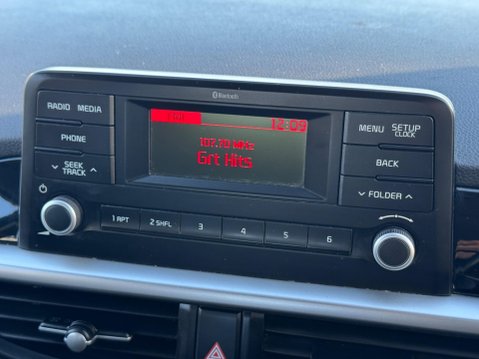 Bluetooth
RADIO MEDIA
PHONE
SEEK
TRACK
12:09
107.70 MHz
Grt Hits
MENU SETUP
CLOCK
BACK
FOLDER
1 RPT 2 SHFL 3 4 5 6